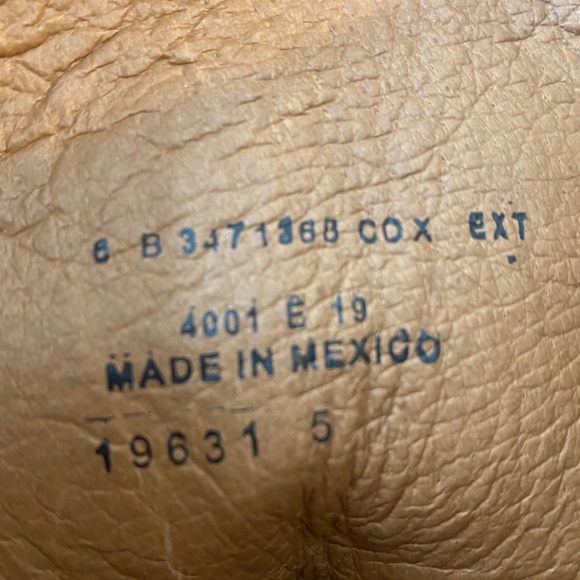 6 B 3471368 COX EXT
4001 E 19
MADE IN MEXICO
19631 5